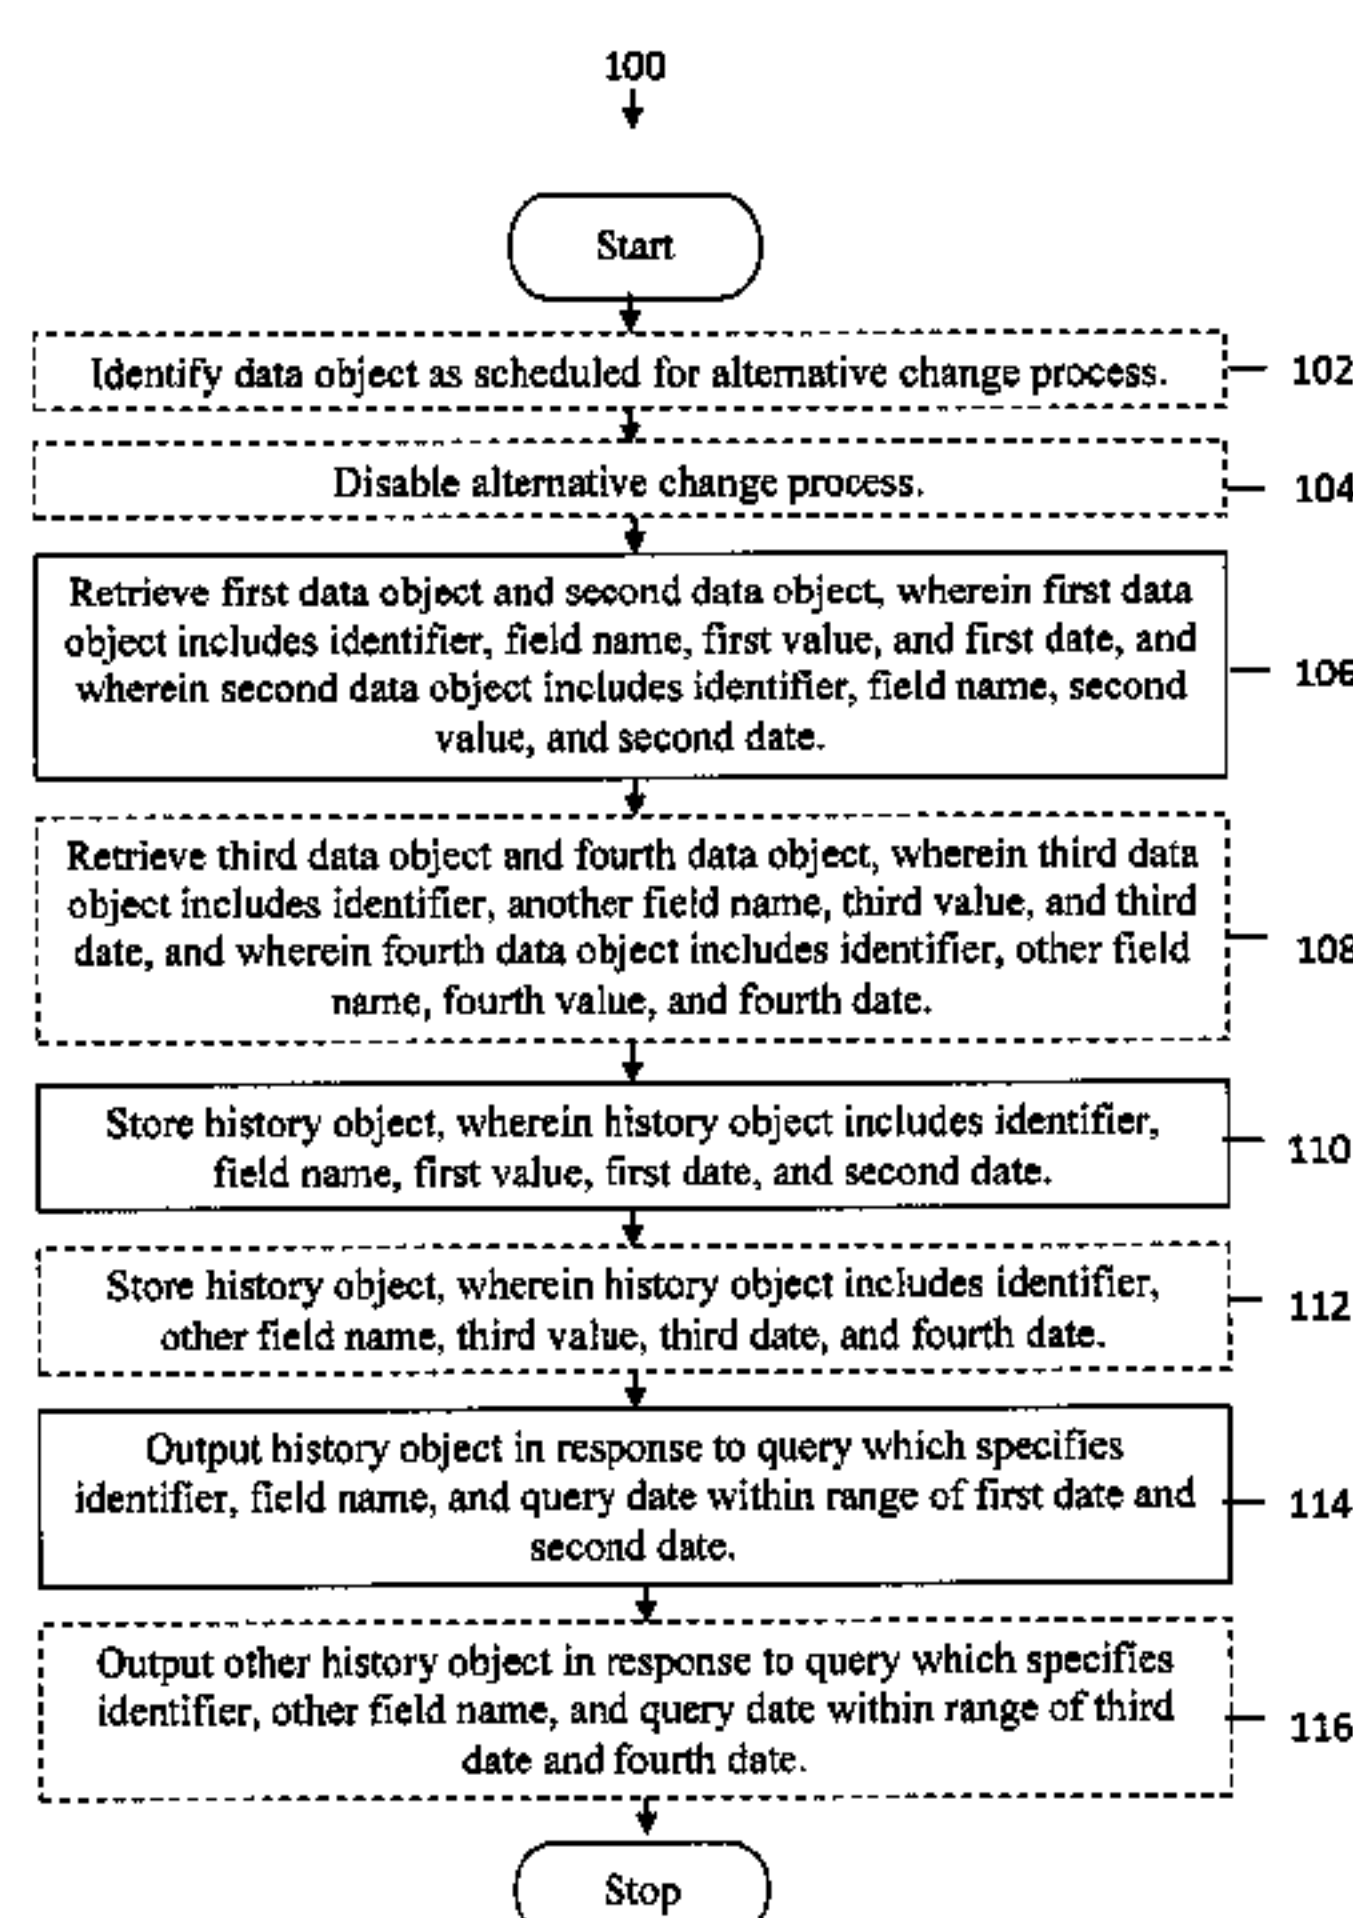 100
Start
Identify data object as scheduled for alternative change process.
102
Disable alternative change process.
104
Retrieve first data object and second data object, wherein first data
object includes identifier, field name, first value, and first date, and
wherein second data object includes identifier, field name, second
value, and second date.
106
Retrieve third data object and fourth data object, wherein third data
object includes identifier, another field name, third value, and third
date, and wherein fourth data object includes identifier, other field
name, fourth value, and fourth date.
108
Store history object, wherein history object includes identifier,
field name, first value, first date, and second date.
110
Store history object, wherein history object includes identifier,
other field name, third value, third date, and fourth date.
112
Output history object in response to query which specifies
identifier, field name, and query date within range of first date and
second date.
114
Output other history object in response to query which specifies
identifier, other field name, and query date within range of third
date and fourth date.
116
Stop